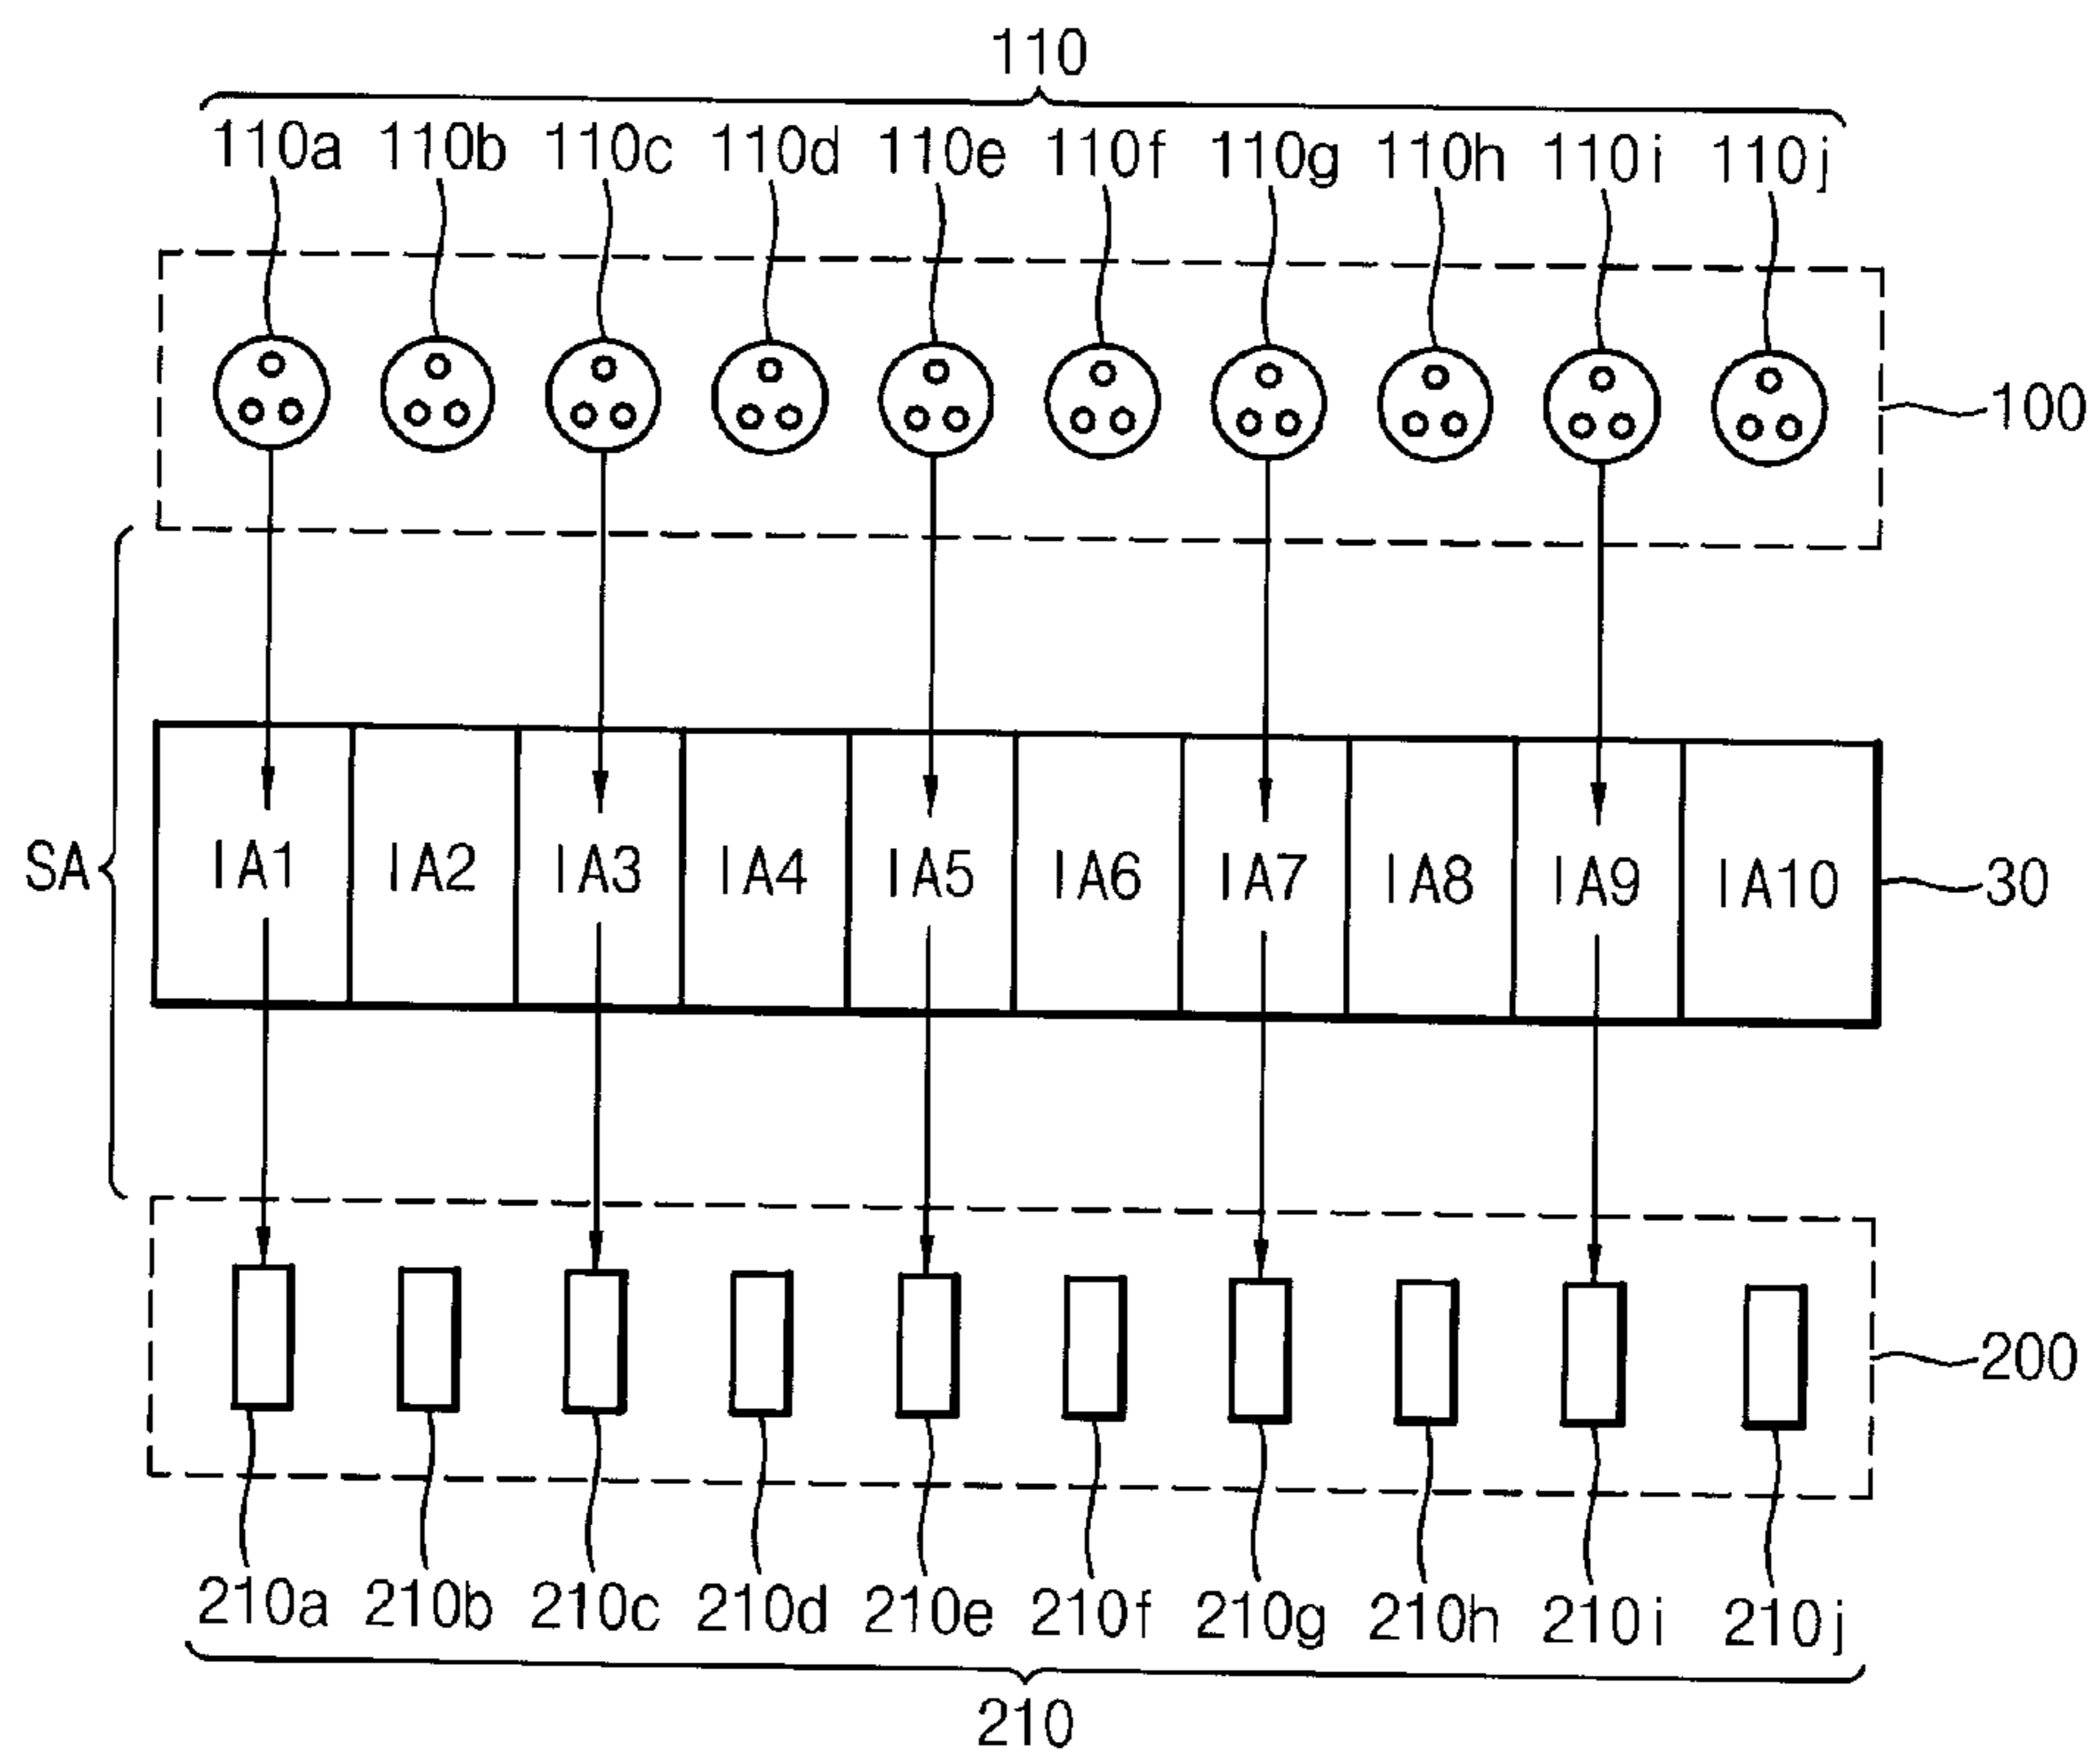 110
110a 110b 110c 110d 110e 110f 110g 110h 110i 110j
100
SA IA1 IA2 IA3 IA4 IA5 IA6 IA7 IA8 IA9 IA10 30
200
210a 210b 210c 210d 210e 210f 210g 210h 210i 210j
210